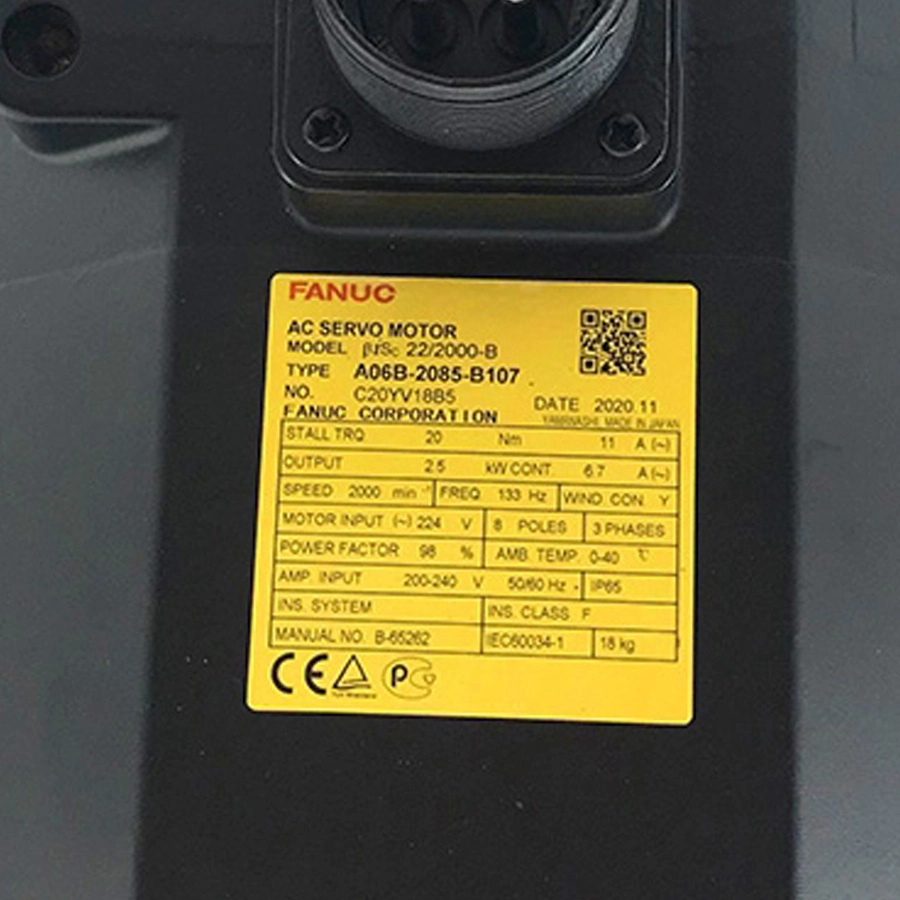 FANUC
AC SERVO MOTOR
MODEL βiSc 22/2000-B
TYPE A06B-2085-B107
NO. C20YV18B5
DATE 2020.11
FANUC CORPORATION
YAMANASHI MADE IN JAPAN
STALL TRQ 20 Nm 11 A (~)
OUTPUT 2.5 kW CONT. 6.7 A (~)
SPEED 2000 min⁻¹ FREQ 133 Hz WIND CON. Y
MOTOR INPUT (~) 224 V 8 POLES 3 PHASES
POWER FACTOR 98 % AMB. TEMP. 0-40 ℃
AMP. INPUT 200-240 V 50/60 Hz IP65
INS. SYSTEM INS. CLASS F
MANUAL NO. B-65262 IEC60034-1 18 kg
CE